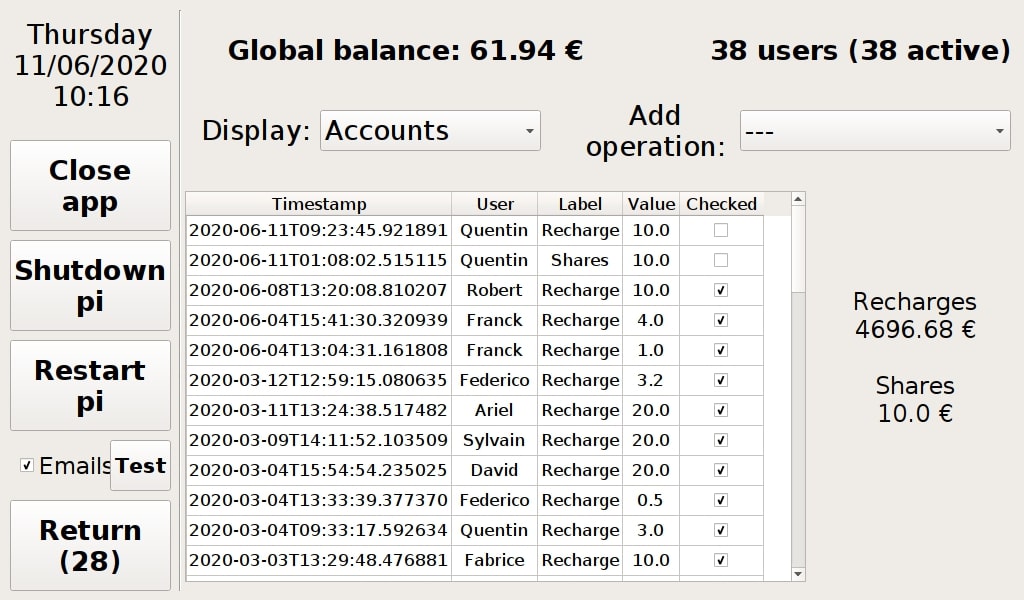 Thursday
11/06/2020
10:16
Close
app
Shutdown
pi
Restart
pi
Emails Test
Return
(28)
Global balance: 61.94 € 38 users (38 active)
Display: Accounts
Add
operation: ---
Timestamp User Label Value Checked
2020-06-11T09:23:45.921891 Quentin Recharge 10.0
2020-06-11T01:08:02.515115 Quentin Shares 10.0
2020-06-08T13:20:08.810207 Robert Recharge 10.0
2020-06-04T15:41:30.320939 Franck Recharge 4.0
2020-06-04T13:04:31.161808 Franck Recharge 1.0
2020-03-12T12:59:15.080635 Federico Recharge 3.2
2020-03-11T13:24:38.517482 Ariel Recharge 20.0
2020-03-09T14:11:52.103509 Sylvain Recharge 20.0
2020-03-04T15:54:54.235025 David Recharge 20.0
2020-03-04T13:33:39.377370 Federico Recharge 0.5
2020-03-04T09:33:17.592634 Quentin Recharge 3.0
2020-03-03T13:29:48.476881 Fabrice Recharge 10.0
Recharges
4696.68 €
Shares
10.0 €